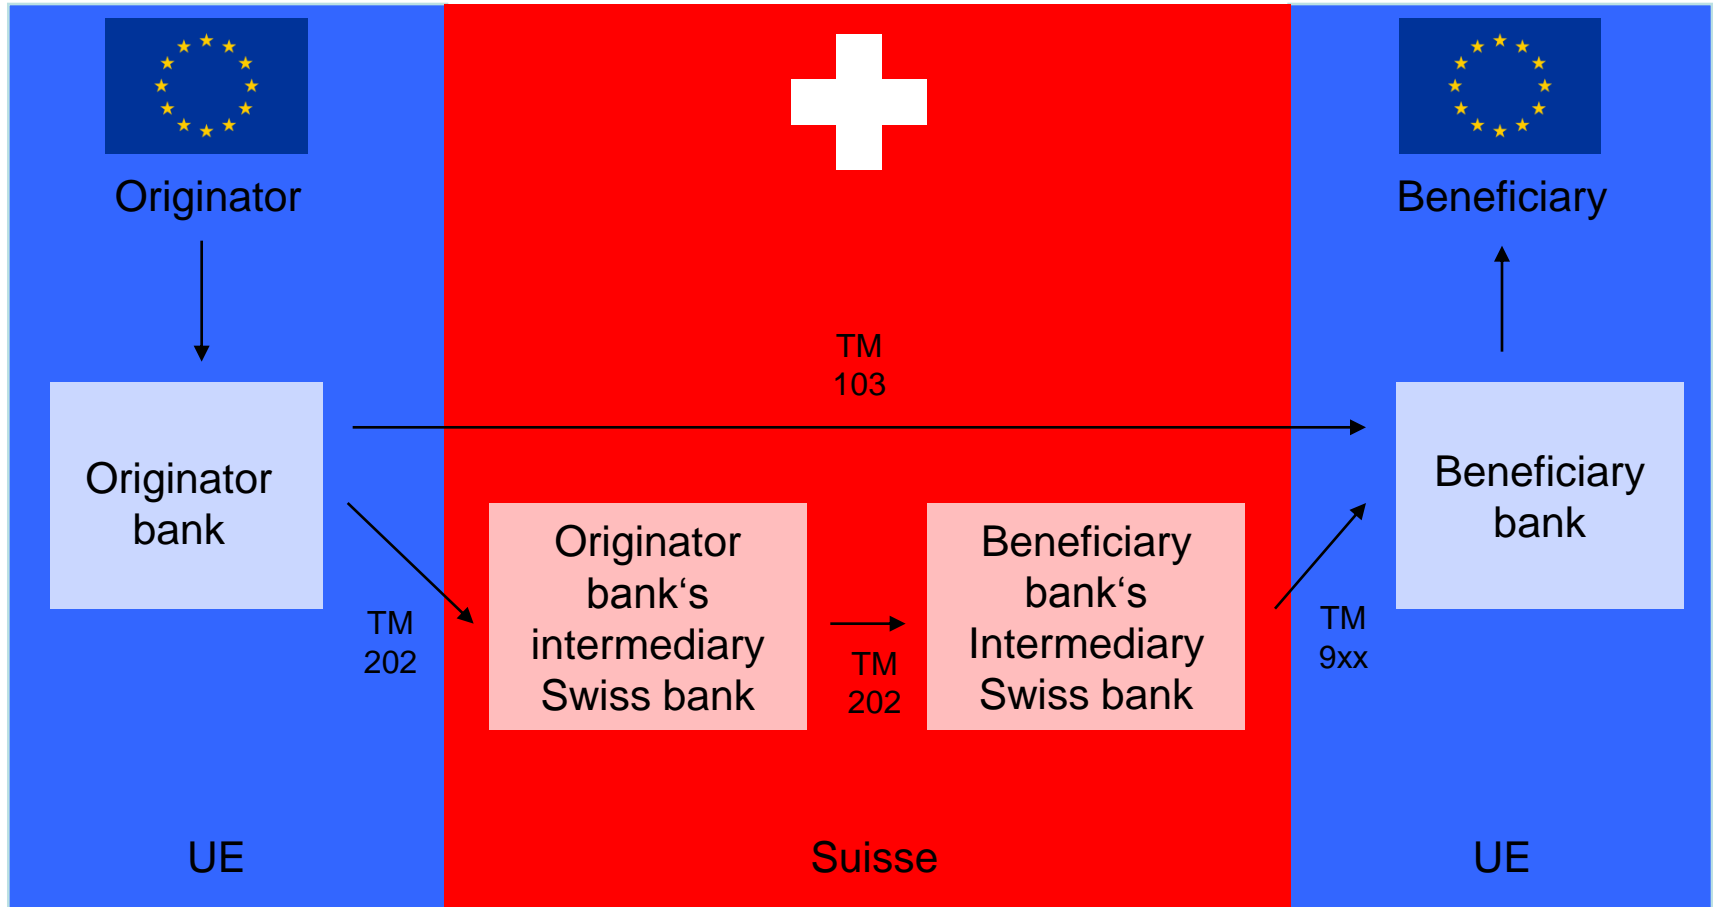 Originator
Beneficiary
TM
103
Originator
bank
Beneficiary
bank
Originator
bank‘s
intermediary
Swiss bank
Beneficiary
bank‘s
Intermediary
Swiss bank
TM
202
TM
202
TM
9xx
UE
Suisse
UE